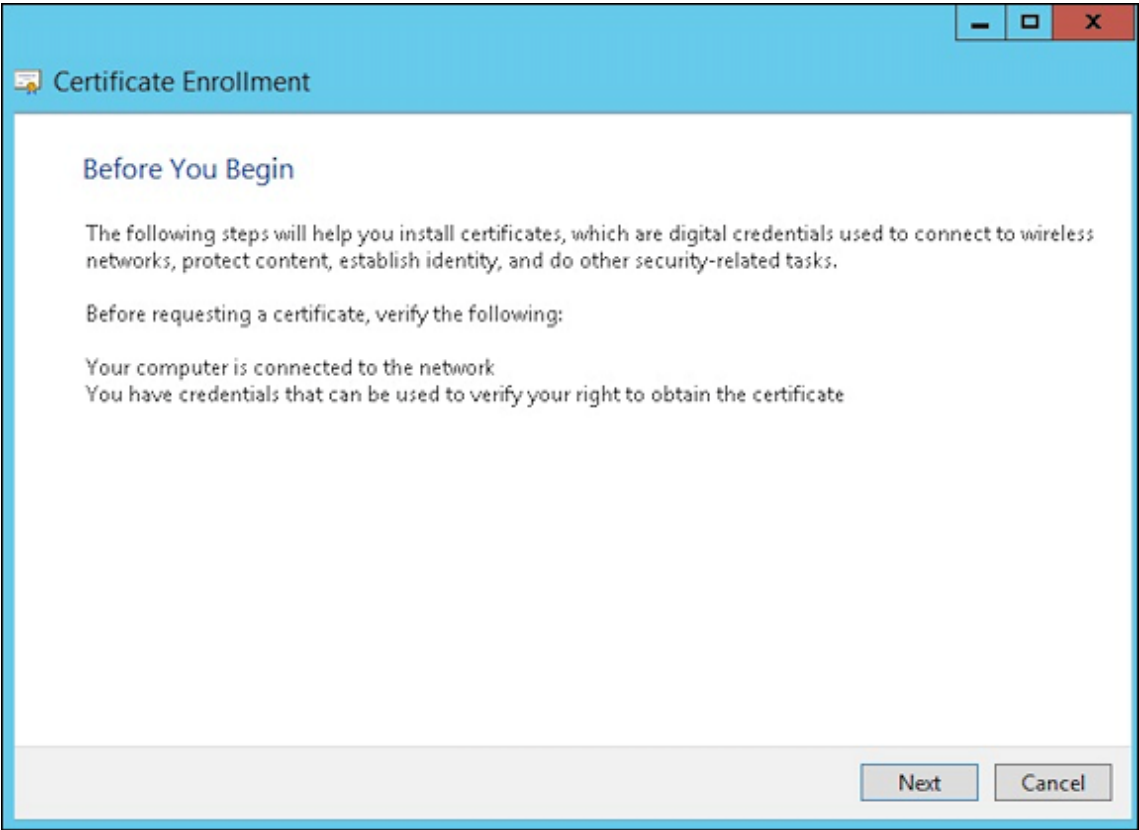 Certificate Enrollment
Before You Begin
The following steps will help you install certificates, which are digital credentials used to connect to wireless
networks, protect content, establish identity, and do other security-related tasks.
Before requesting a certificate, verify the following:
Your computer is connected to the network
You have credentials that can be used to verify your right to obtain the certificate
Next
Cancel